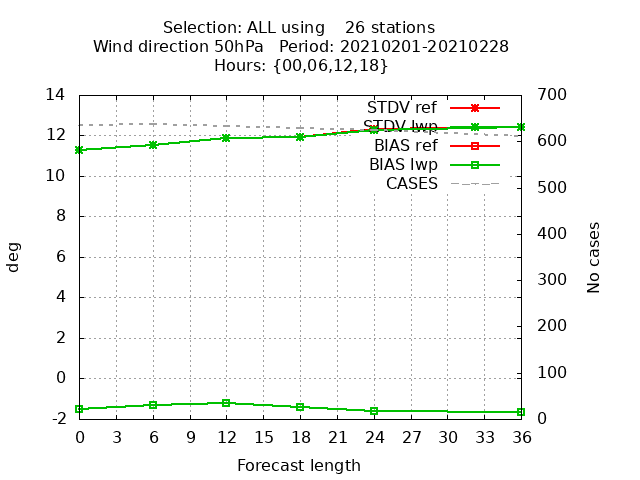 Selection: ALL using    26 stations
Wind direction 50hPa   Period: 20210201-20210228
Hours: {00,06,12,18}
STDV ref
STDV lwp
BIAS ref
BIAS lwp
CASES
14
12
10
8
6
4
2
0
-2
700
600
500
400
300
200
100
0
deg
No cases
0 3 6 9 12 15 18 21 24 27 30 33 36
Forecast length